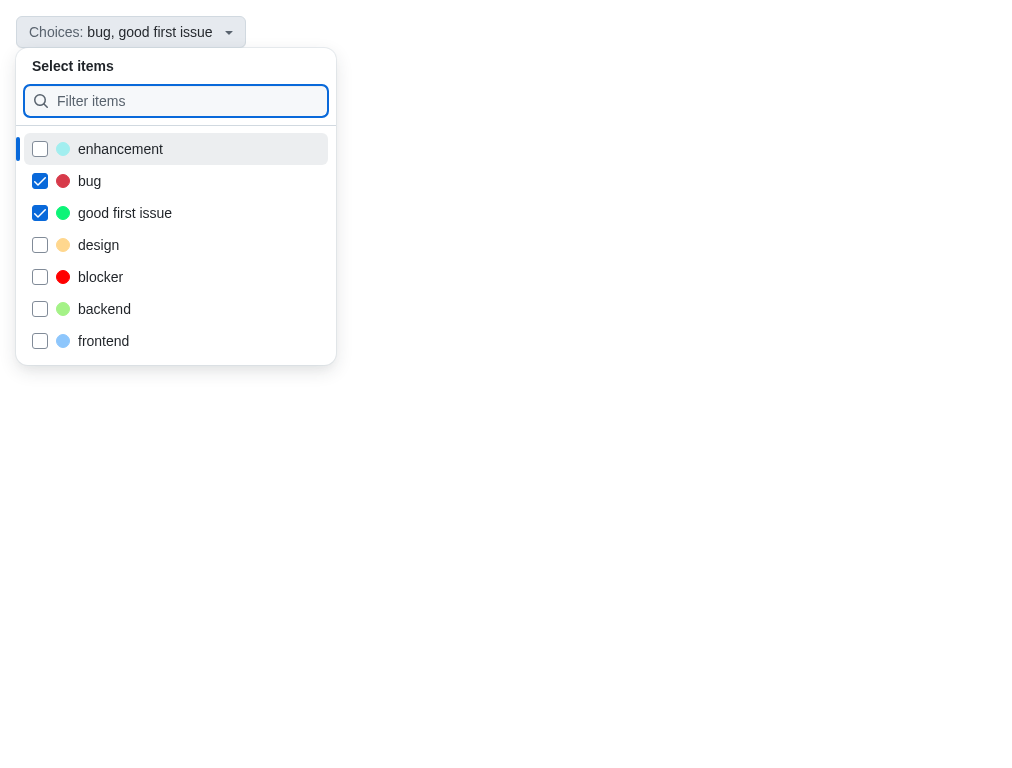 Choices: bug, good first issue
Select items
Filter items
enhancement
bug
good first issue
design
blocker
backend
frontend